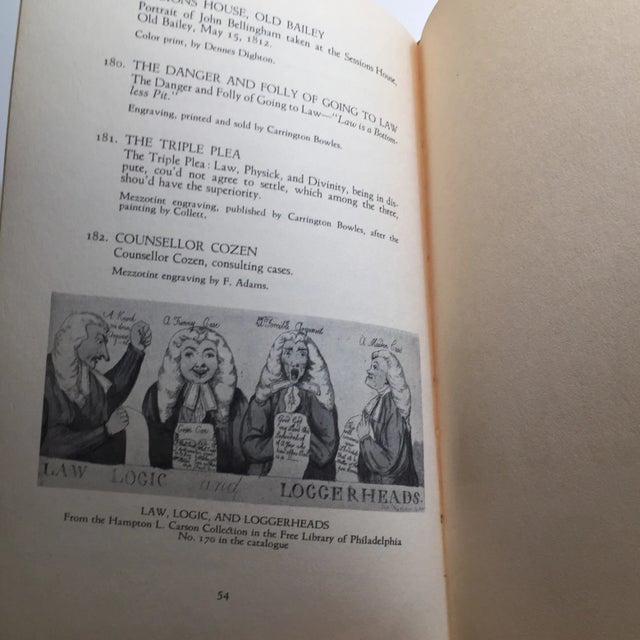 SIONS HOUSE, OLD BAILEY
Portrait of John Bellingham taken at the Sessions House,
Old Bailey, May 15, 1812.
Color print, by Dennes Dighton.
180. THE DANGER AND FOLLY OF GOING TO LAW
The Danger and Folly of Going to Law—"Law is a Bottom-
less Pit."
Engraving, printed and sold by Carrington Bowles.
181. THE TRIPLE PLEA
The Triple Plea: Law, Physick, and Divinity, being in dis-
pute, cou'd not agree to settle, which among the three,
shou'd have the superiority.
Mezzotint engraving, published by Carrington Bowles, after the
painting by Collett.
182. COUNSELLOR COZEN
Counsellor Cozen, consulting cases.
Mezzotint engraving by F. Adams.
A Knock
A Funny Case
A Terrible Argument
A Maiden Case
LAW LOGIC and LOGGERHEADS.
LAW, LOGIC, AND LOGGERHEADS
From the Hampton L. Carson Collection in the Free Library of Philadelphia
No. 170 in the catalogue
54